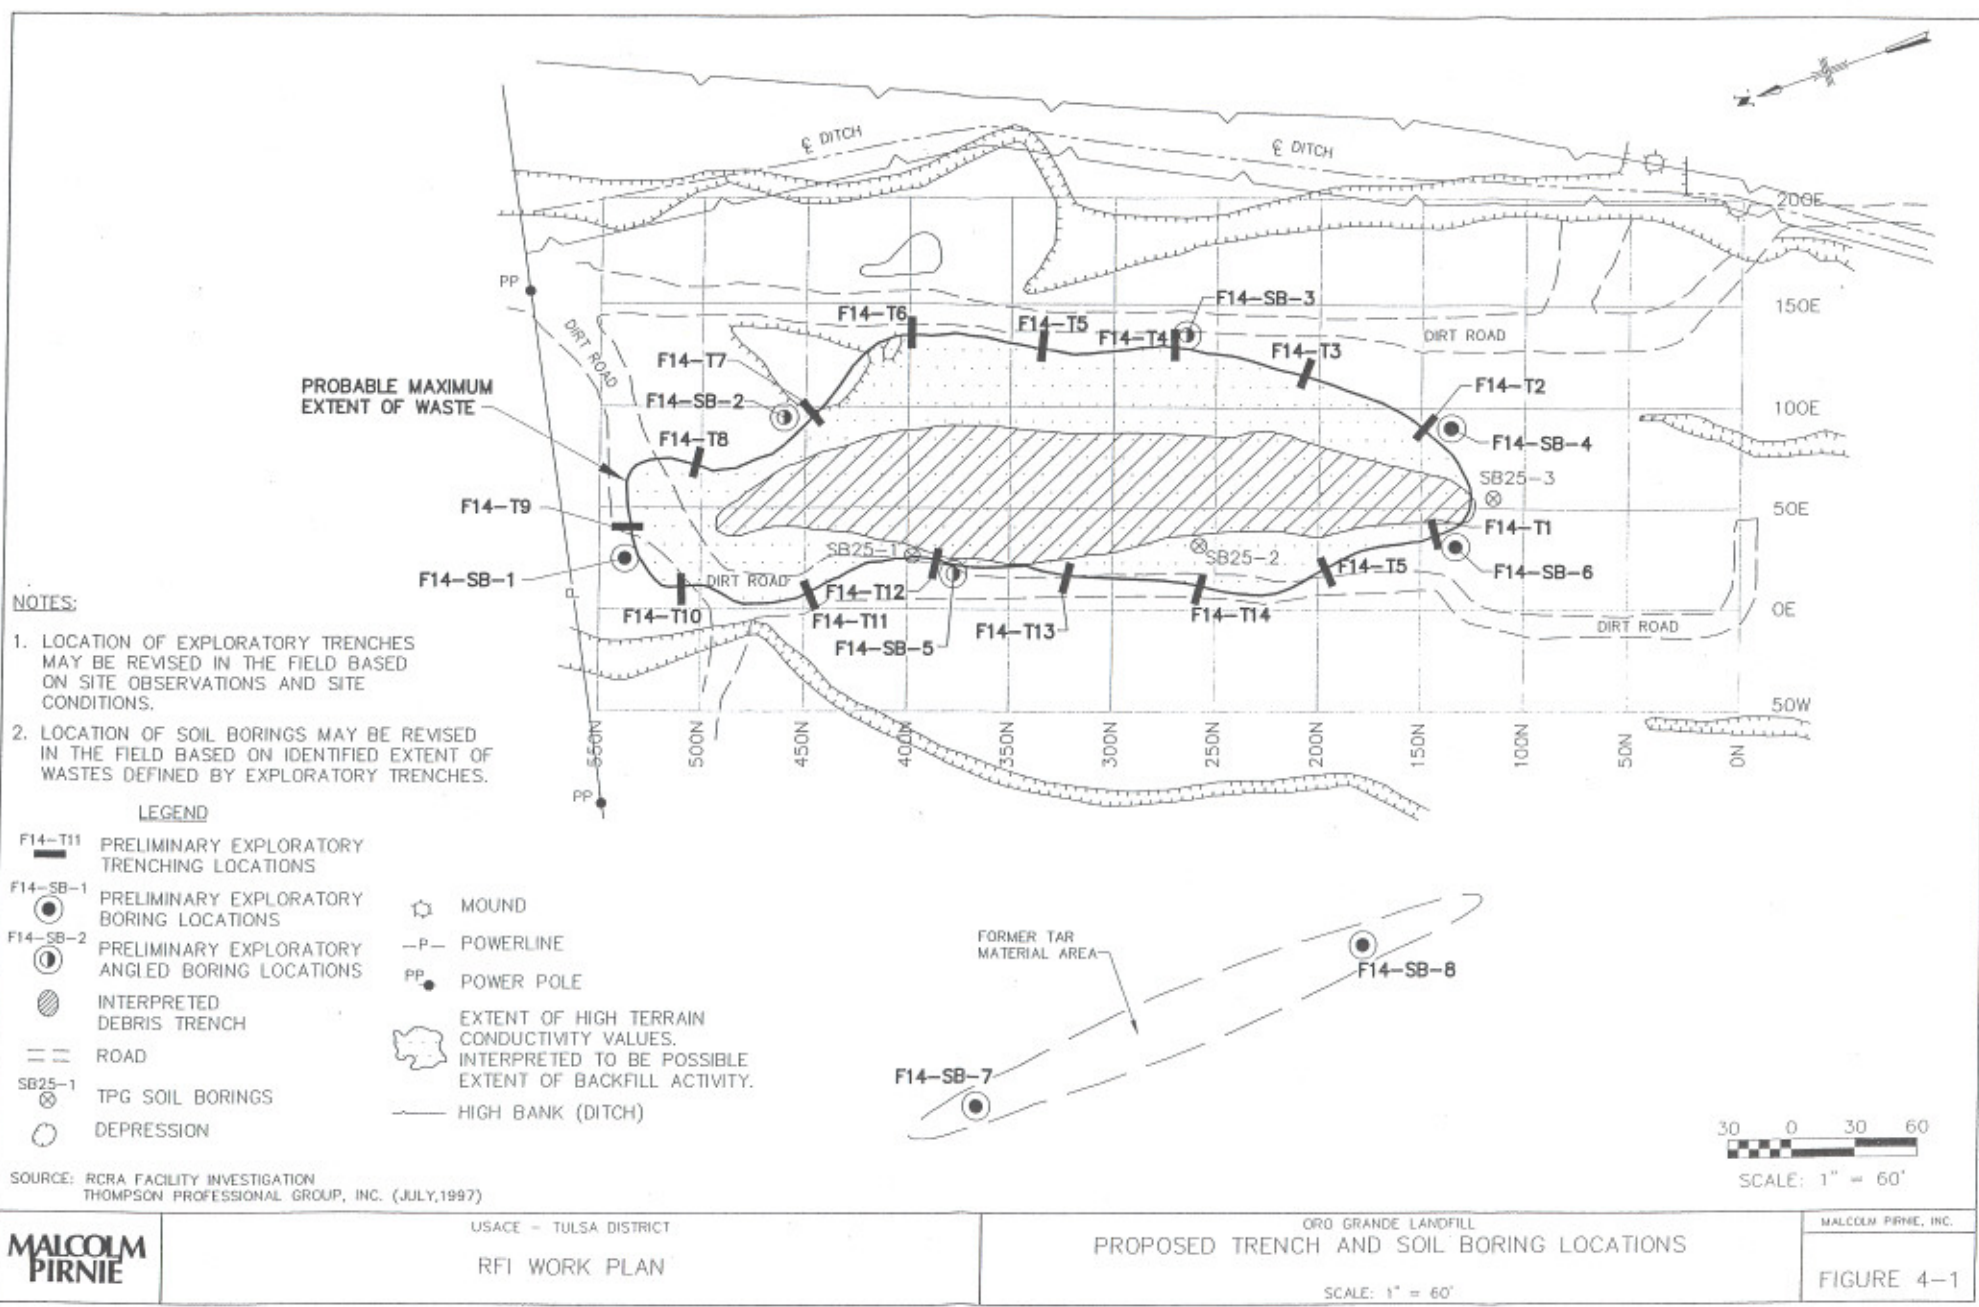 N
℄ DITCH
℄ DITCH
200E
PP
150E
F14-SB-3
F14-T6
F14-T5
F14-T4
DIRT ROAD
DIRT ROAD
F14-T3
F14-T7
PROBABLE MAXIMUM
EXTENT OF WASTE
F14-T2
F14-SB-2
100E
F14-T8
F14-SB-4
SB25-3
F14-T9
50E
F14-T1
SB25-1
SB25-2
F14-SB-1
DIRT ROAD
F14-T12
F14-T5
F14-SB-6
F14-T10
F14-T11
F14-T13
F14-T14
0E
DIRT ROAD
F14-SB-5
50W
550N
500N
450N
400N
350N
300N
250N
200N
150N
100N
50N
0N
PP
NOTES:
1. LOCATION OF EXPLORATORY TRENCHES
MAY BE REVISED IN THE FIELD BASED
ON SITE OBSERVATIONS AND SITE
CONDITIONS.
2. LOCATION OF SOIL BORINGS MAY BE REVISED
IN THE FIELD BASED ON IDENTIFIED EXTENT OF
WASTES DEFINED BY EXPLORATORY TRENCHES.
LEGEND
F14-T11
PRELIMINARY EXPLORATORY
TRENCHING LOCATIONS
F14-SB-1
PRELIMINARY EXPLORATORY
BORING LOCATIONS
F14-SB-2
PRELIMINARY EXPLORATORY
ANGLED BORING LOCATIONS
INTERPRETED
DEBRIS TRENCH
ROAD
SB25-1
TPG SOIL BORINGS
DEPRESSION
MOUND
-P- POWERLINE
PP
POWER POLE
EXTENT OF HIGH TERRAIN
CONDUCTIVITY VALUES.
INTERPRETED TO BE POSSIBLE
EXTENT OF BACKFILL ACTIVITY.
HIGH BANK (DITCH)
FORMER TAR
MATERIAL AREA
F14-SB-8
F14-SB-7
30 0 30 60
SCALE: 1" = 60'
SOURCE: RCRA FACILITY INVESTIGATION
THOMPSON PROFESSIONAL GROUP, INC. (JULY,1997)
MALCOLM
PIRNIE
USACE - TULSA DISTRICT
RFI WORK PLAN
ORO GRANDE LANDFILL
PROPOSED TRENCH AND SOIL BORING LOCATIONS
SCALE: 1" = 60'
MALCOLM PIRNIE, INC.
FIGURE 4-1